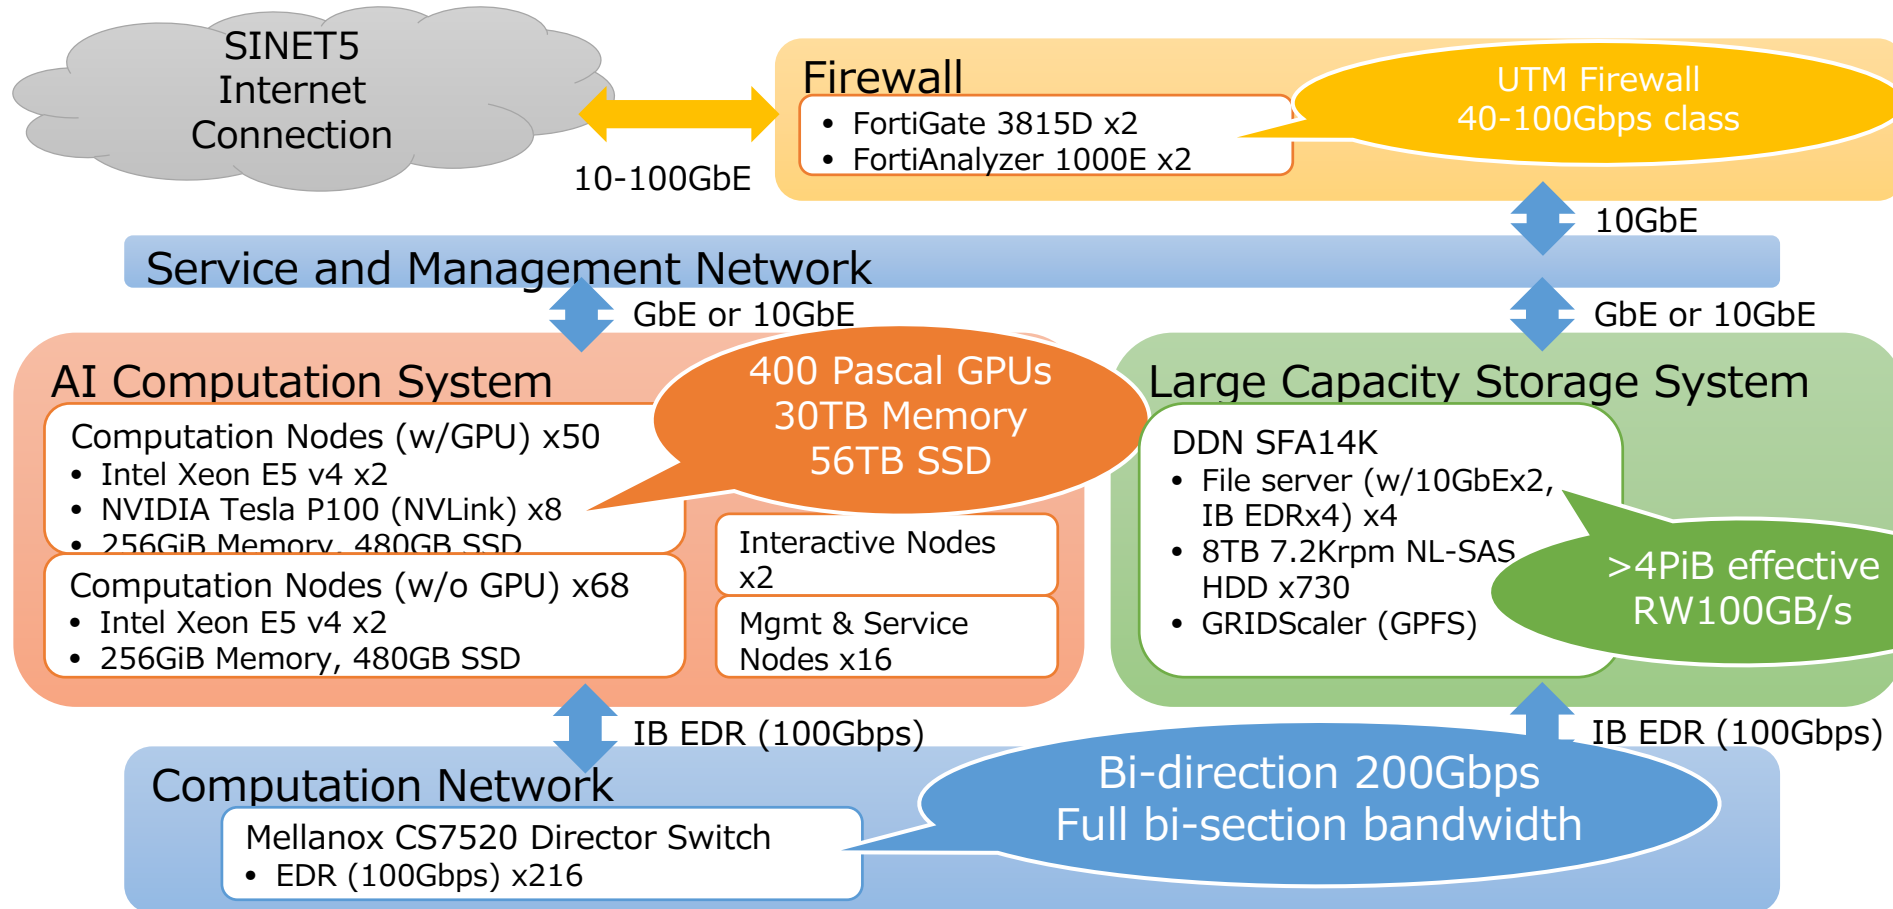 SINET5
Internet
Connection
10-100GbE
Firewall
• FortiGate 3815D x2
• FortiAnalyzer 1000E x2
UTM Firewall
40-100Gbps class
10GbE
Service and Management Network
GbE or 10GbE
GbE or 10GbE
AI Computation System
Computation Nodes (w/GPU) x50
• Intel Xeon E5 v4 x2
• NVIDIA Tesla P100 (NVLink) x8
• 256GiB Memory, 480GB SSD
400 Pascal GPUs
30TB Memory
56TB SSD
Computation Nodes (w/o GPU) x68
• Intel Xeon E5 v4 x2
• 256GiB Memory, 480GB SSD
Interactive Nodes
x2
Mgmt & Service
Nodes x16
Large Capacity Storage System
DDN SFA14K
• File server (w/10GbEx2,
IB EDRx4) x4
• 8TB 7.2Krpm NL-SAS
HDD x730
• GRIDScaler (GPFS)
>4PiB effective
RW100GB/s
IB EDR (100Gbps)
IB EDR (100Gbps)
Computation Network
Mellanox CS7520 Director Switch
• EDR (100Gbps) x216
Bi-direction 200Gbps
Full bi-section bandwidth